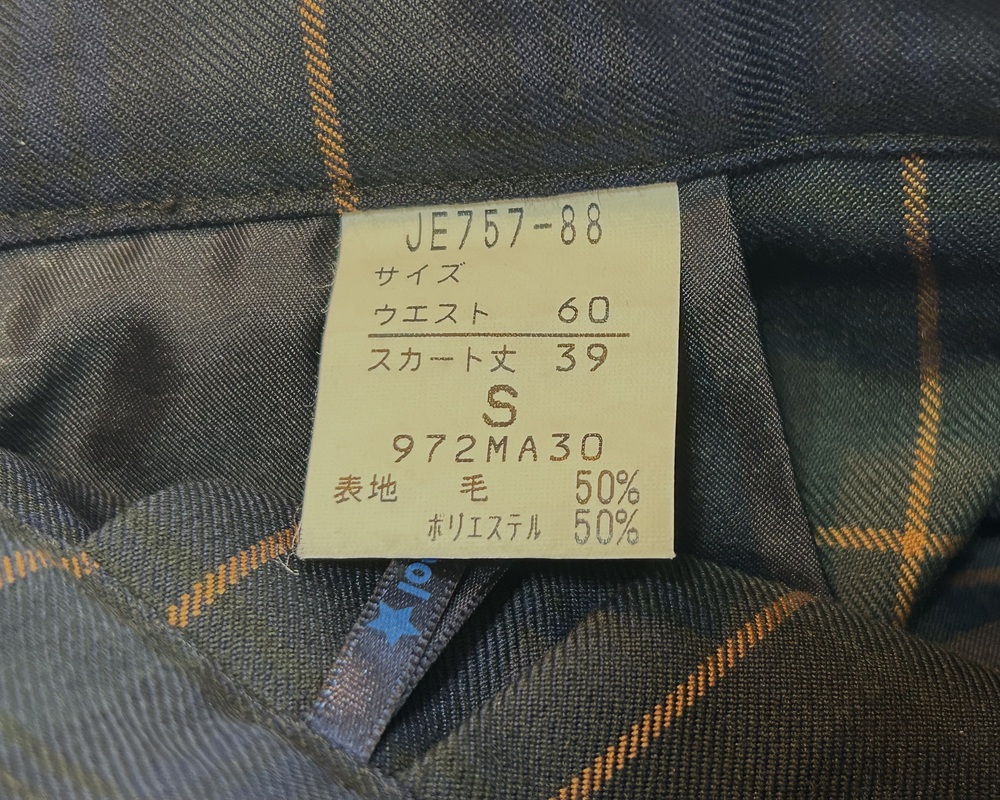 JE757-88
サイズ
ウエスト 60
スカート丈 39
S
972MA30
表地 毛 50%
ポリエステル 50%